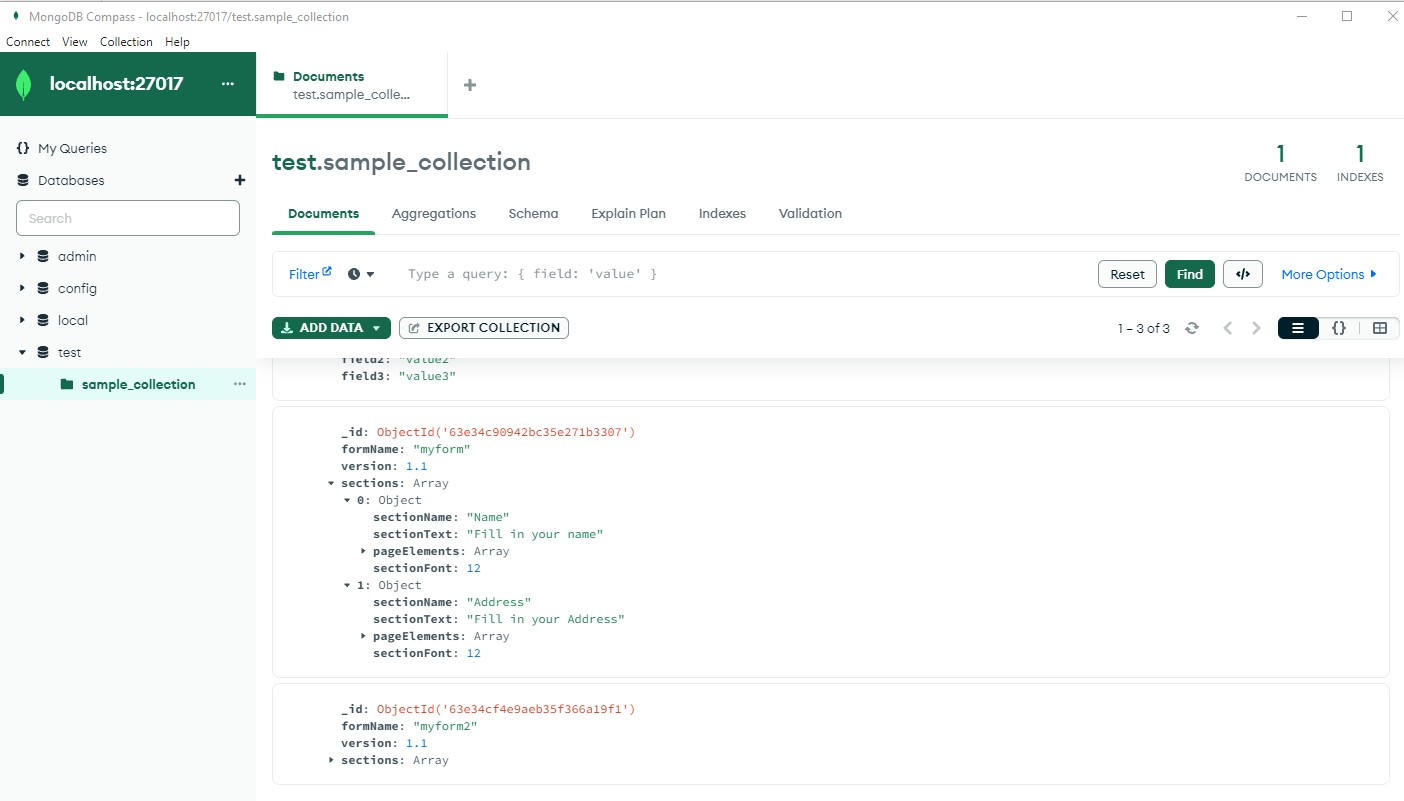 MongoDB Compass - localhost:27017/test.sample_collection
Connect View Collection Help
localhost:27017 ...
Documents
test.sample_colle...
My Queries
Databases
Search
admin
config
local
test
sample_collection ...
test.sample_collection
1
DOCUMENTS
1
INDEXES
Documents Aggregations Schema Explain Plan Indexes Validation
Filter Type a query: { field: 'value' } Reset Find </> More Options
ADD DATA EXPORT COLLECTION 1 – 3 of 3 {}
field2: "value2"
field3: "value3"
_id: ObjectId('63e34c90942bc35e271b3307')
formName: "myform"
version: 1.1
sections: Array
0: Object
sectionName: "Name"
sectionText: "Fill in your name"
pageElements: Array
sectionFont: 12
1: Object
sectionName: "Address"
sectionText: "Fill in your Address"
pageElements: Array
sectionFont: 12
_id: ObjectId('63e34cf4e9aeb35f366a19f1')
formName: "myform2"
version: 1.1
sections: Array